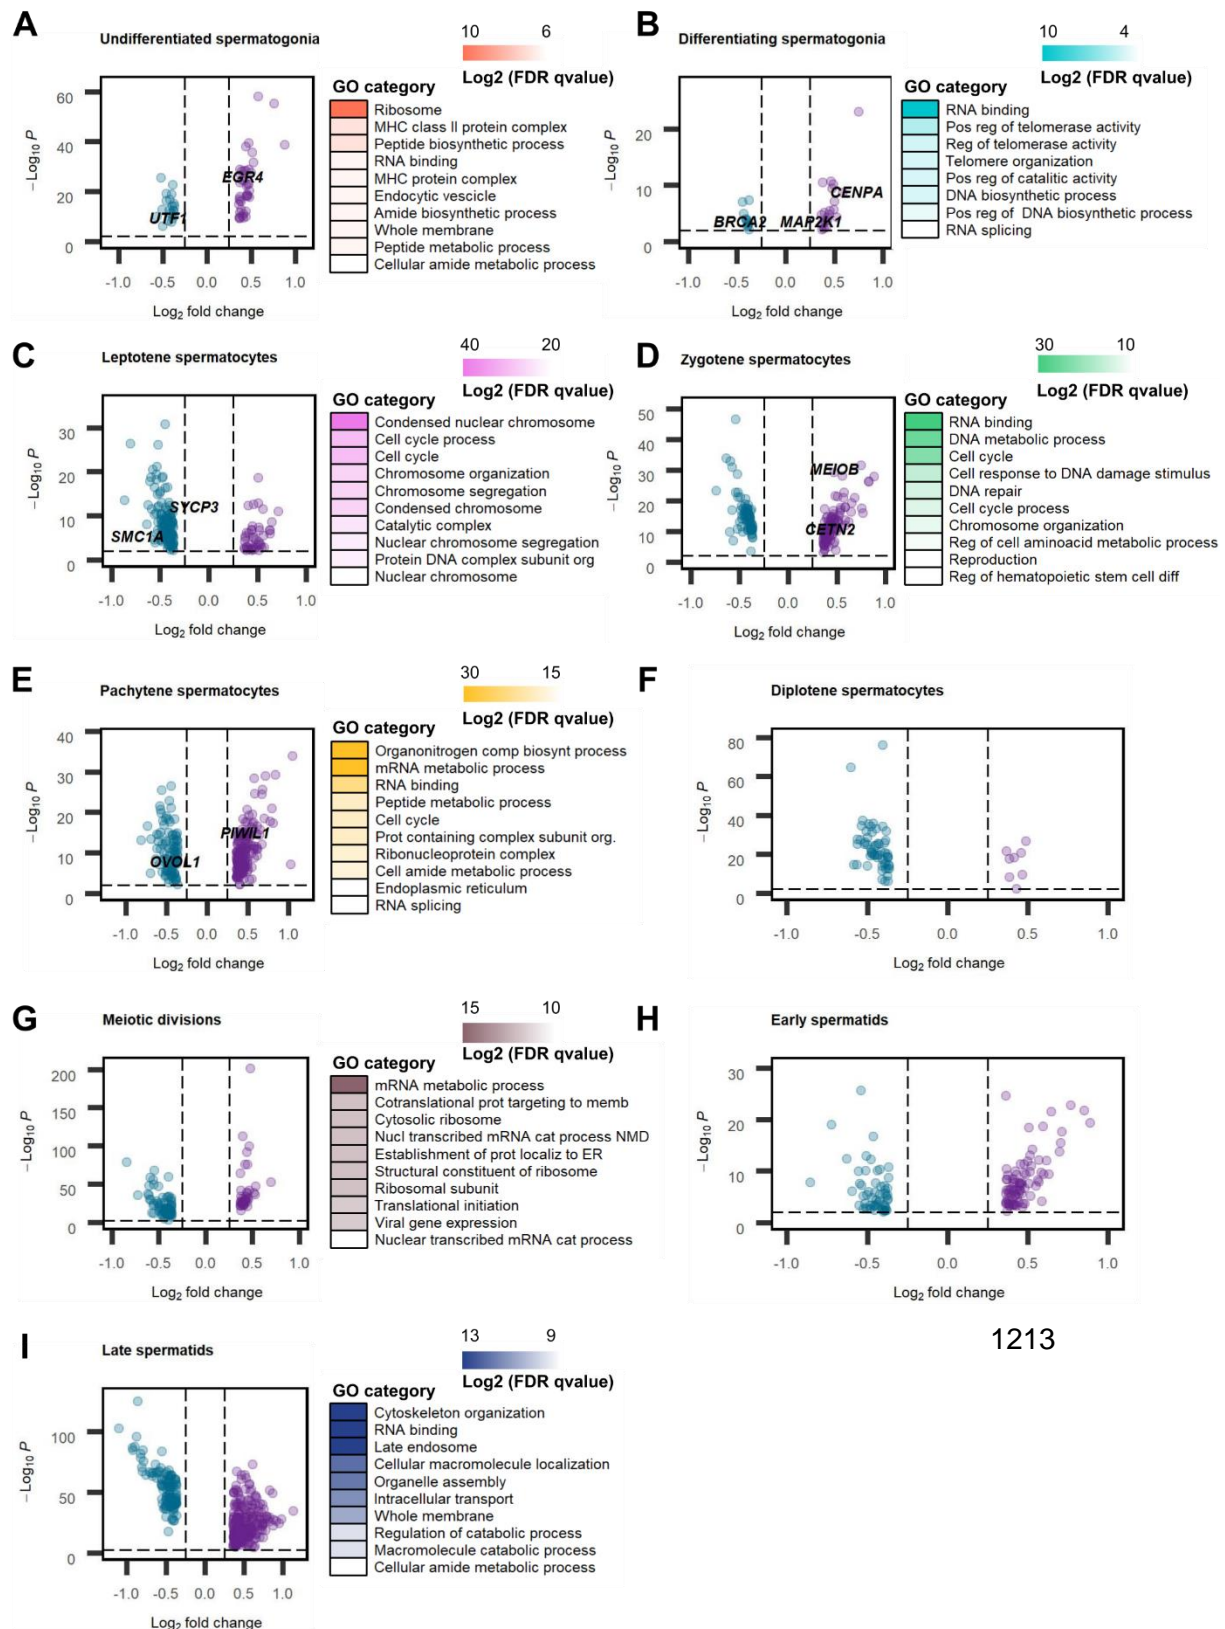 A
Undifferentiated spermatogonia
10 6
Log2 (FDR qvalue)
GO category
Ribosome
MHC class II protein complex
Peptide biosynthetic process
RNA binding
MHC protein complex
Endocytic vescicle
Amide biosynthetic process
Whole membrane
Peptide metabolic process
Cellular amide metabolic process
EGR4
UTF1
60
40
20
0
−Log10 P
-1.0 -0.5 0.0 0.5 1.0
Log2 fold change
B
Differentiating spermatogonia
10 4
Log2 (FDR qvalue)
GO category
RNA binding
Pos reg of telomerase activity
Reg of telomerase activity
Telomere organization
Pos reg of catalitic activity
DNA biosynthetic process
Pos reg of DNA biosynthetic process
RNA splicing
CENPA
BRCA2 MAP2K1
20
10
0
−Log10 P
-1.0 -0.5 0.0 0.5 1.0
Log2 fold change
C
Leptotene spermatocytes
40 20
Log2 (FDR qvalue)
GO category
Condensed nuclear chromosome
Cell cycle process
Cell cycle
Chromosome organization
Chromosome segregation
Condensed chromosome
Catalytic complex
Nuclear chromosome segregation
Protein DNA complex subunit org
Nuclear chromosome
SYCP3
SMC1A
30
20
10
0
−Log10 P
-1.0 -0.5 0.0 0.5 1.0
Log2 fold change
D
Zygotene spermatocytes
30 10
Log2 (FDR qvalue)
GO category
RNA binding
DNA metabolic process
Cell cycle
Cell response to DNA damage stimulus
DNA repair
Cell cycle process
Chromosome organization
Reg of cell aminoacid metabolic process
Reproduction
Reg of hematopoietic stem cell diff
MEIOB
CETN2
50
40
30
20
10
0
−Log10 P
-1.0 -0.5 0.0 0.5 1.0
Log2 fold change
E
Pachytene spermatocytes
30 15
Log2 (FDR qvalue)
GO category
Organonitrogen comp biosynt process
mRNA metabolic process
RNA binding
Peptide metabolic process
Cell cycle
Prot containing complex subunit org.
Ribonucleoprotein complex
Cell amide metabolic process
Endoplasmic reticulum
RNA splicing
PIWIL1
OVOL1
40
30
20
10
0
−Log10 P
-1.0 -0.5 0.0 0.5 1.0
Log2 fold change
F
Diplotene spermatocytes
80
60
40
20
0
−Log10 P
-1.0 -0.5 0.0 0.5 1.0
Log2 fold change
G
Meiotic divisions
15 10
Log2 (FDR qvalue)
GO category
mRNA metabolic process
Cotranslational prot targeting to memb
Cytosolic ribosome
Nucl transcribed mRNA cat process NMD
Establishment of prot localiz to ER
Structural constituent of ribosome
Ribosomal subunit
Translational initiation
Viral gene expression
Nuclear transcribed mRNA cat process
200
150
100
50
0
−Log10 P
-1.0 -0.5 0.0 0.5 1.0
Log2 fold change
H
Early spermatids
30
20
10
0
−Log10 P
-1.0 -0.5 0.0 0.5 1.0
Log2 fold change
1213
I
Late spermatids
13 9
Log2 (FDR qvalue)
GO category
Cytoskeleton organization
RNA binding
Late endosome
Cellular macromolecule localization
Organelle assembly
Intracellular transport
Whole membrane
Regulation of catabolic process
Macromolecule catabolic process
Cellular amide metabolic process
100
50
0
−Log10 P
-1.0 -0.5 0.0 0.5 1.0
Log2 fold change